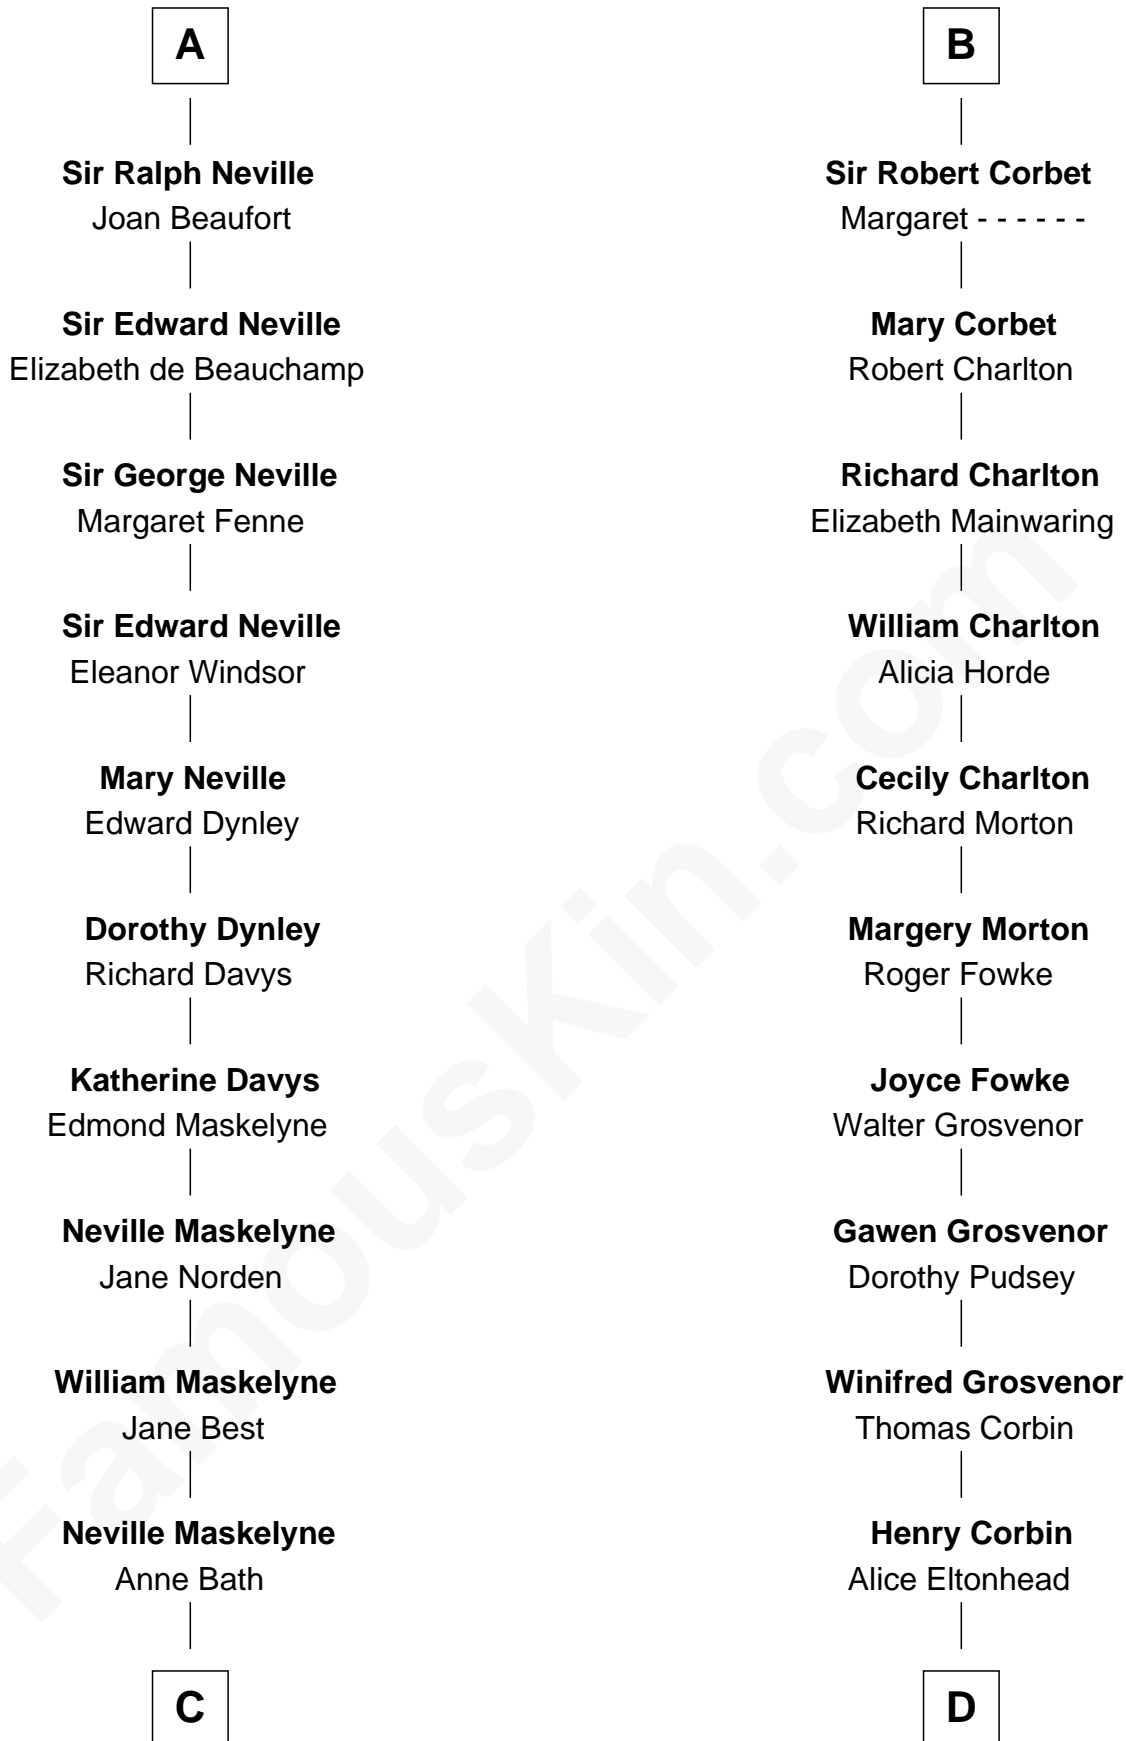 A
Sir Ralph Neville
Joan Beaufort
Sir Edward Neville
Elizabeth de Beauchamp
Sir George Neville
Margaret Fenne
Sir Edward Neville
Eleanor Windsor
Mary Neville
Edward Dynley
Dorothy Dynley
Richard Davys
Katherine Davys
Edmond Maskelyne
Neville Maskelyne
Jane Norden
William Maskelyne
Jane Best
Neville Maskelyne
Anne Bath
C
B
Sir Robert Corbet
Margaret - - - - - -
Mary Corbet
Robert Charlton
Richard Charlton
Elizabeth Mainwaring
William Charlton
Alicia Horde
Cecily Charlton
Richard Morton
Margery Morton
Roger Fowke
Joyce Fowke
Walter Grosvenor
Gawen Grosvenor
Dorothy Pudsey
Winifred Grosvenor
Thomas Corbin
Henry Corbin
Alice Eltonhead
D
FamousKin.com